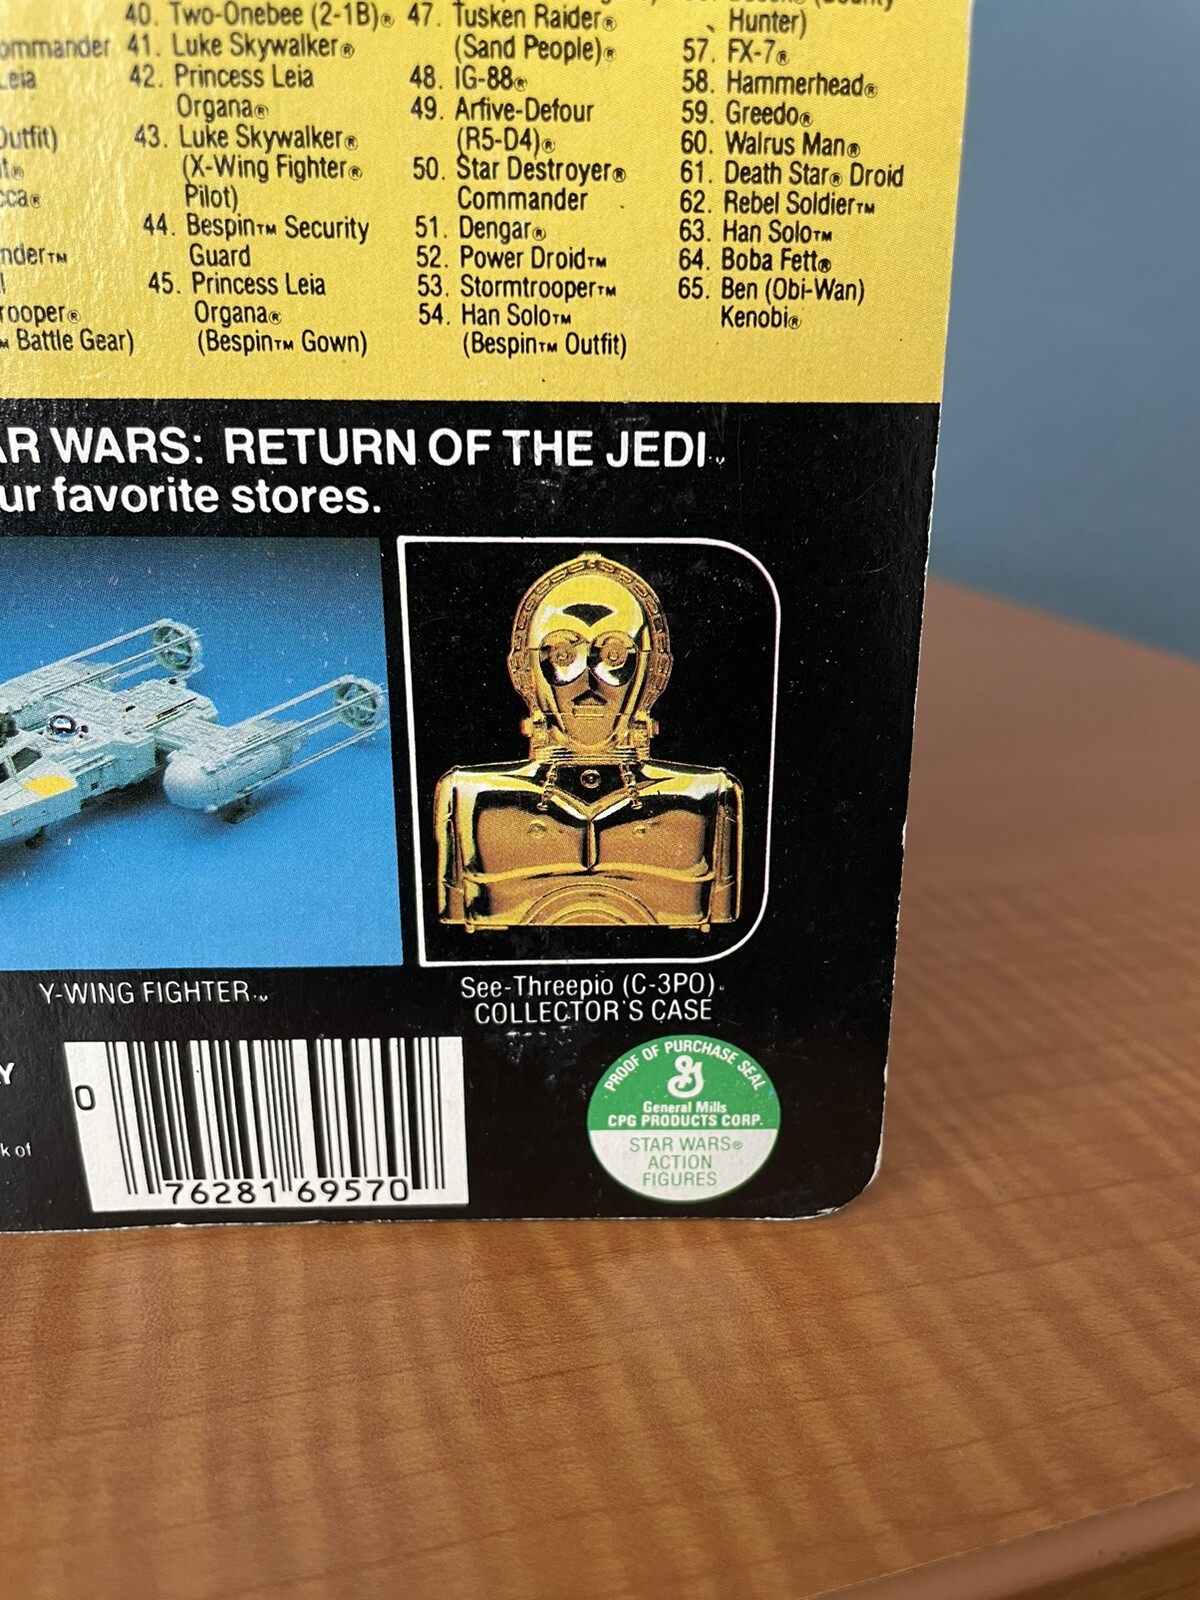 ommander
Leia
Outfit)
cca®
nder™
rooper®
Battle Gear)
40. Two-Onebee (2-1B)®
41. Luke Skywalker®
42. Princess Leia
Organa®
43. Luke Skywalker®
(X-Wing Fighter®
Pilot)
44. Bespin™ Security
Guard
45. Princess Leia
Organa®
(Bespin™ Gown)
47. Tusken Raider®
(Sand People)®
48. IG-88®
49. Arfive-Defour
(R5-D4)®
50. Star Destroyer®
Commander
51. Dengar®
52. Power Droid™
53. Stormtrooper™
54. Han Solo™
(Bespin™ Outfit)
Hunter)
57. FX-7®
58. Hammerhead®
59. Greedo®
60. Walrus Man®
61. Death Star® Droid
62. Rebel Soldier™
63. Han Solo™
64. Boba Fett®
65. Ben (Obi-Wan)
Kenobi®
AR WARS: RETURN OF THE JEDI
ur favorite stores.
Y-WING FIGHTER
See-Threepio (C-3PO)
COLLECTOR'S CASE
Y
k of
0
76281 69570
PROOF OF PURCHASE SEAL
General Mills
CPG PRODUCTS CORP.
STAR WARS®
ACTION
FIGURES